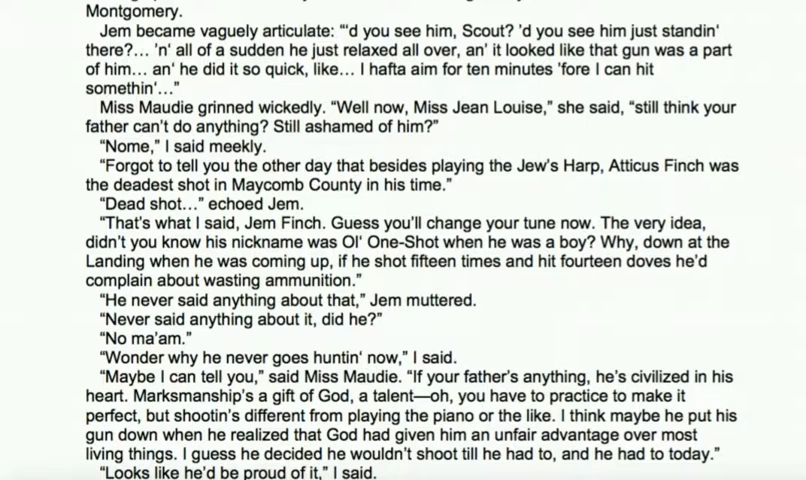 Montgomery.
Jem became vaguely articulate: "'d you see him, Scout? 'd you see him just standin'
there?... 'n' all of a sudden he just relaxed all over, an' it looked like that gun was a part
of him... an' he did it so quick, like... I hafta aim for ten minutes 'fore I can hit
somethin'..."
Miss Maudie grinned wickedly. "Well now, Miss Jean Louise," she said, "still think your
father can't do anything? Still ashamed of him?"
"Nome," I said meekly.
"Forgot to tell you the other day that besides playing the Jew's Harp, Atticus Finch was
the deadest shot in Maycomb County in his time."
"Dead shot..." echoed Jem.
"That's what I said, Jem Finch. Guess you'll change your tune now. The very idea,
didn't you know his nickname was Ol' One-Shot when he was a boy? Why, down at the
Landing when he was coming up, if he shot fifteen times and hit fourteen doves he'd
complain about wasting ammunition."
"He never said anything about that," Jem muttered.
"Never said anything about it, did he?"
"No ma'am."
"Wonder why he never goes huntin' now," I said.
"Maybe I can tell you," said Miss Maudie. "If your father's anything, he's civilized in his
heart. Marksmanship's a gift of God, a talent—oh, you have to practice to make it
perfect, but shootin's different from playing the piano or the like. I think maybe he put his
gun down when he realized that God had given him an unfair advantage over most
living things. I guess he decided he wouldn't shoot till he had to, and he had to today."
"Looks like he'd be proud of it," I said.